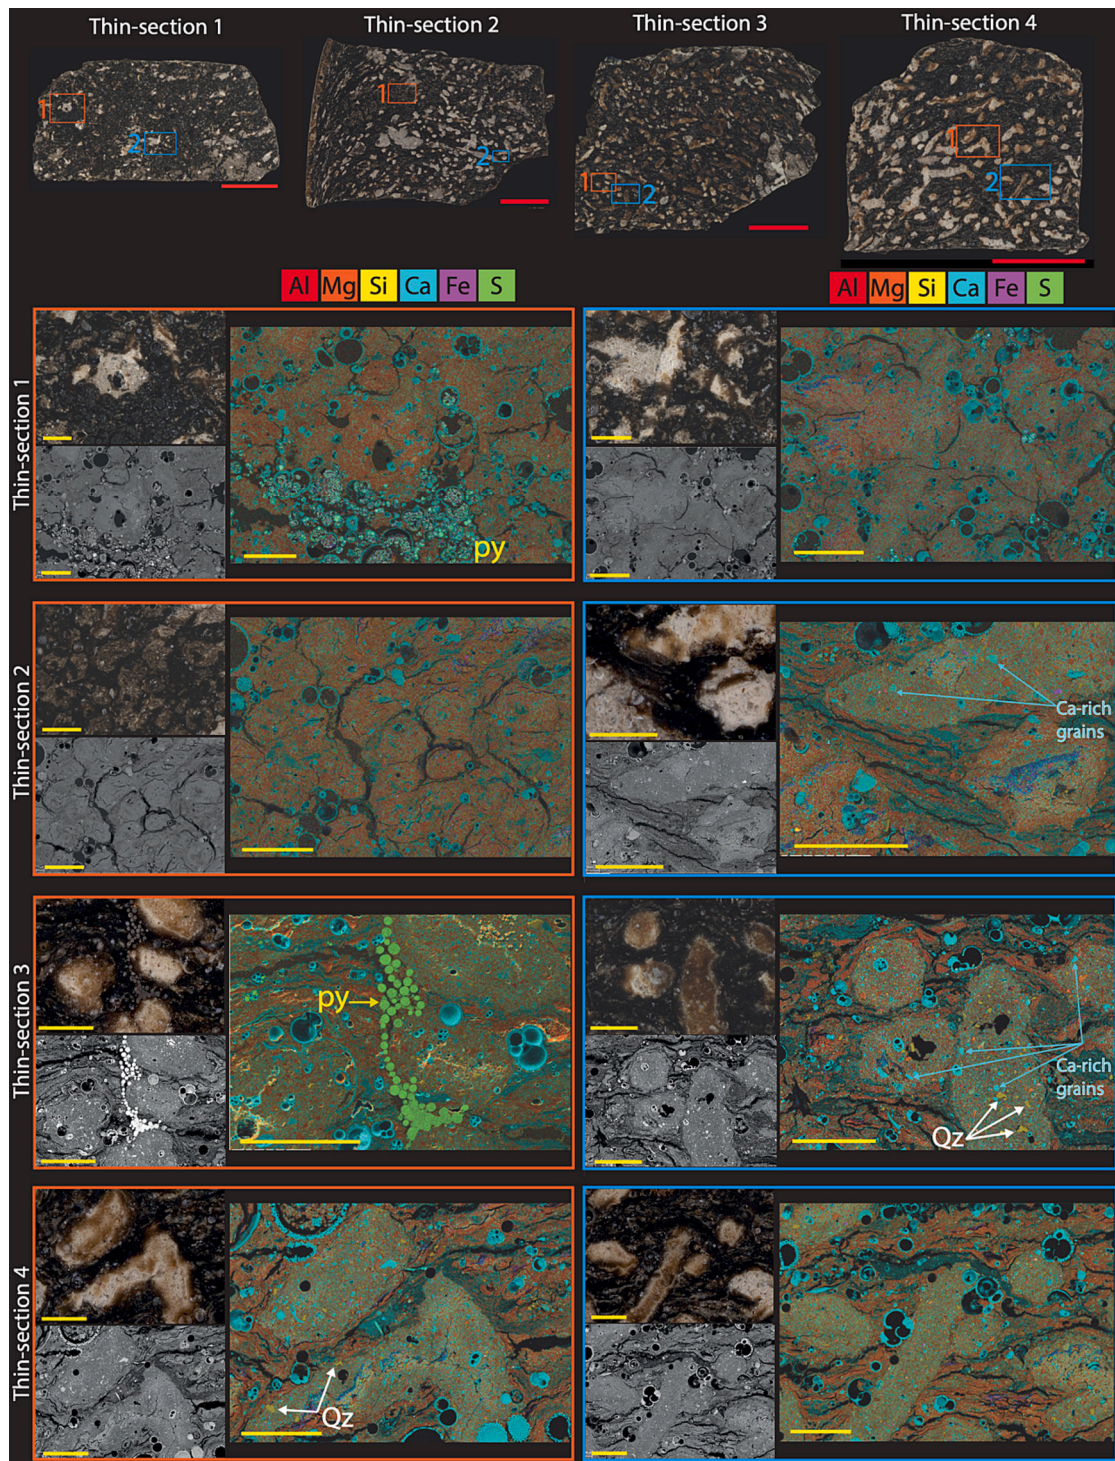 Thin-section 1
Thin-section 2
Thin-section 3
Thin-section 4
1
2
1
2
1
2
1
2
Al Mg Si Ca Fe S
Al Mg Si Ca Fe S
Thin-section 1
py
Thin-section 2
Ca-rich
grains
Thin-section 3
py
Ca-rich
grains
Qz
Thin-section 4
Qz